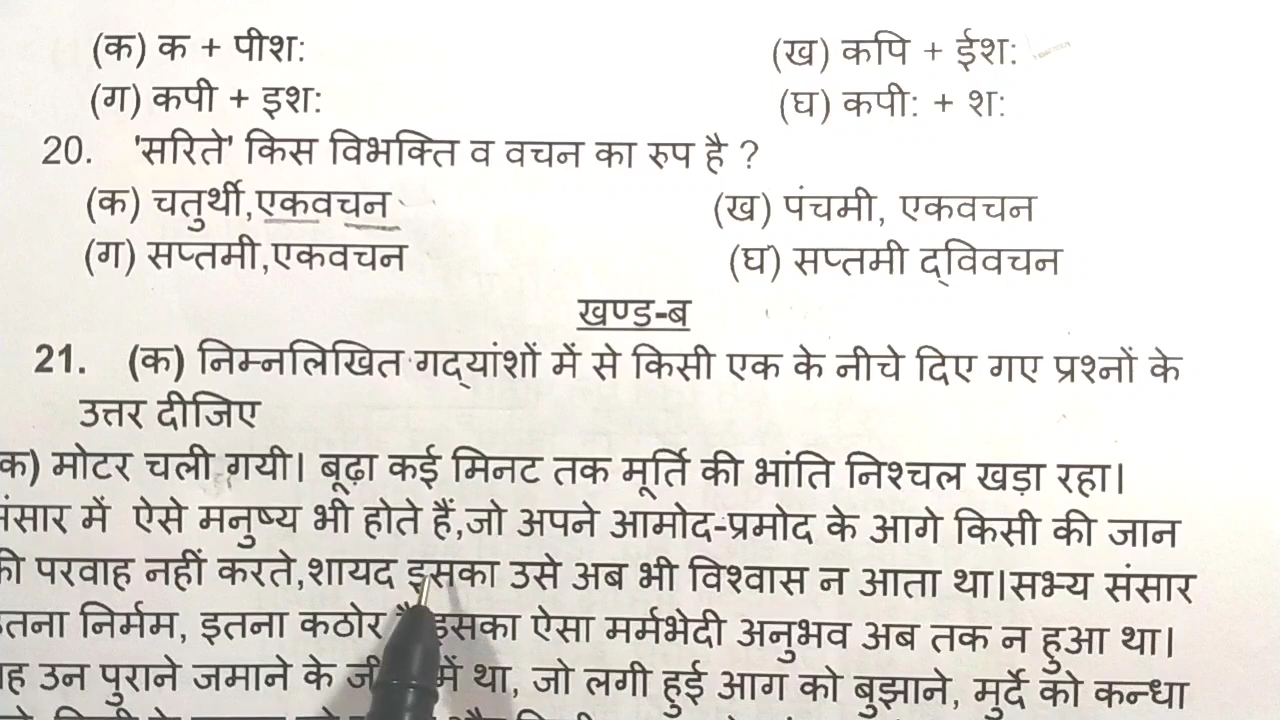 (क) क + पीश: (ख) कपि + ईश:
(ग) कपी + इश: (घ) कपी: + श:
20. 'सरिते' किस विभक्ति व वचन का रुप है ?
(क) चतुर्थी,एकवचन (ख) पंचमी, एकवचन
(ग) सप्तमी,एकवचन (घ) सप्तमी द्विवचन
खण्ड-ब
21. (क) निम्नलिखित गद्यांशों में से किसी एक के नीचे दिए गए प्रश्नों के
उत्तर दीजिए
क) मोटर चली गयी। बूढ़ा कई मिनट तक मूर्ति की भांति निश्चल खड़ा रहा।
संसार में ऐसे मनुष्य भी होते हैं,जो अपने आमोद-प्रमोद के आगे किसी की जान
की परवाह नहीं करते,शायद इसका उसे अब भी विश्वास न आता था।सभ्य संसार
निर्मम, इतना कठोर इसका ऐसा मर्मभेदी अनुभव अब तक न हुआ था।
उन पुराने जमाने के में था, जो लगी हुई आग को बुझाने, मुर्दे को कन्धा